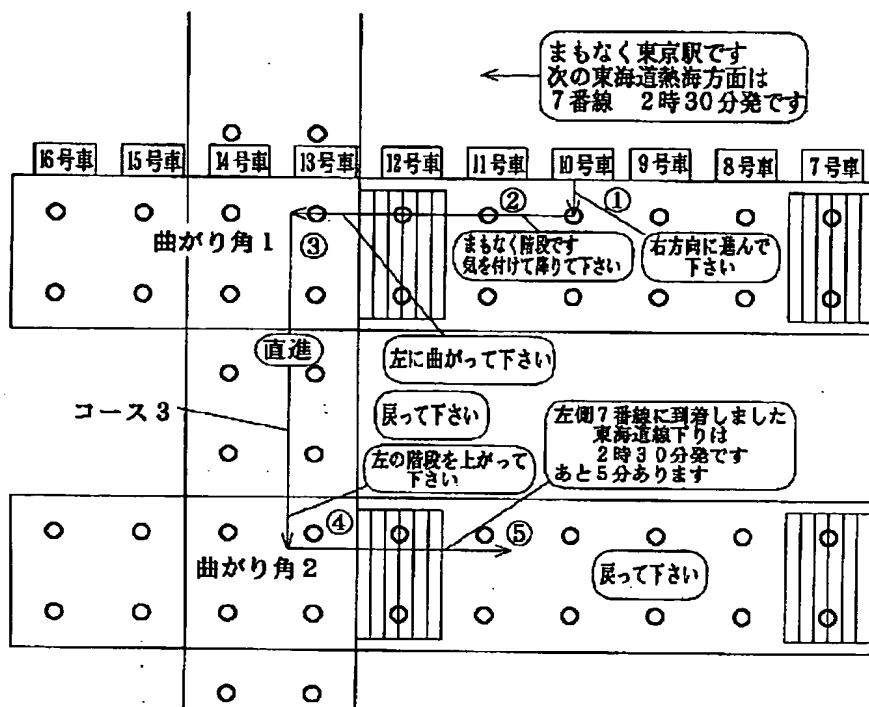 まもなく東京駅です
次の東海道熱海方面は
7番線 2時30分発です
16号車
15号車
14号車
13号車
12号車
11号車
10号車
9号車
8号車
7号車
①
②
曲がり角1
③
まもなく階段です
気を付けて降りて下さい
右方向に進んで
下さい
直進
左に曲がって下さい
コース3
戻って下さい
左側7番線に到着しました
東海道線下りは
2時30分発です
あと5分あります
左の階段を上がって
下さい
④
⑤
曲がり角2
戻って下さい